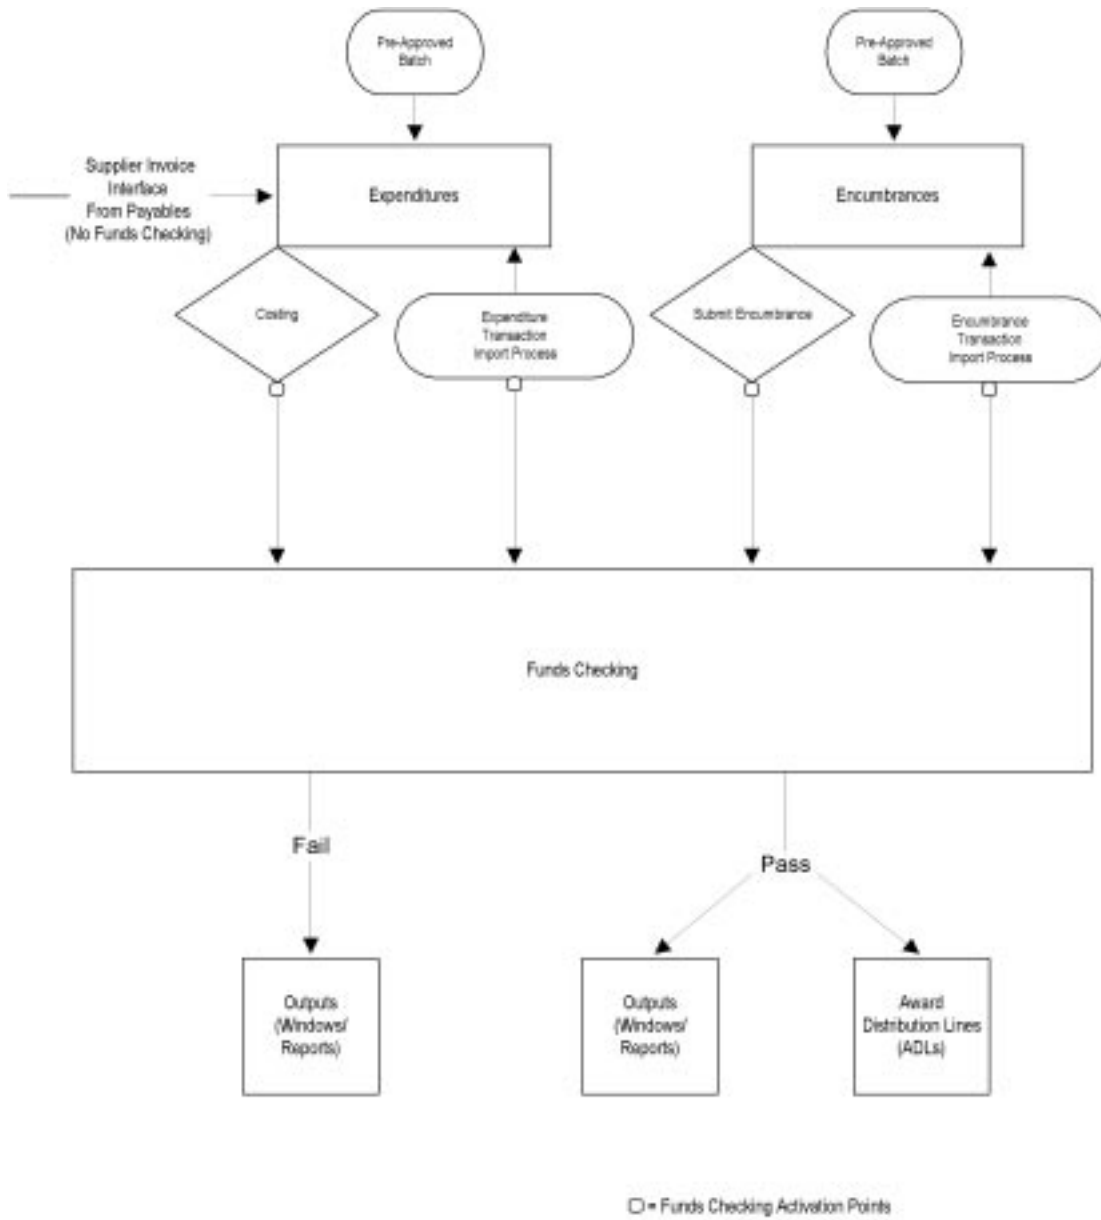 Pre-Approved
Batch
Pre-Approved
Batch
Supplier Invoice
Interface
From Payables
(No Funds Checking)
Expenditures
Encumbrances
Costing
Expenditure
Transaction
Import Process
Submit Encumbrance
Encumbrance
Transaction
Import Process
Funds Checking
Fail
Pass
Outputs
(Windows/
Reports)
Outputs
(Windows/
Reports)
Award
Distribution Lines
(ADLs)
= Funds Checking Activation Points